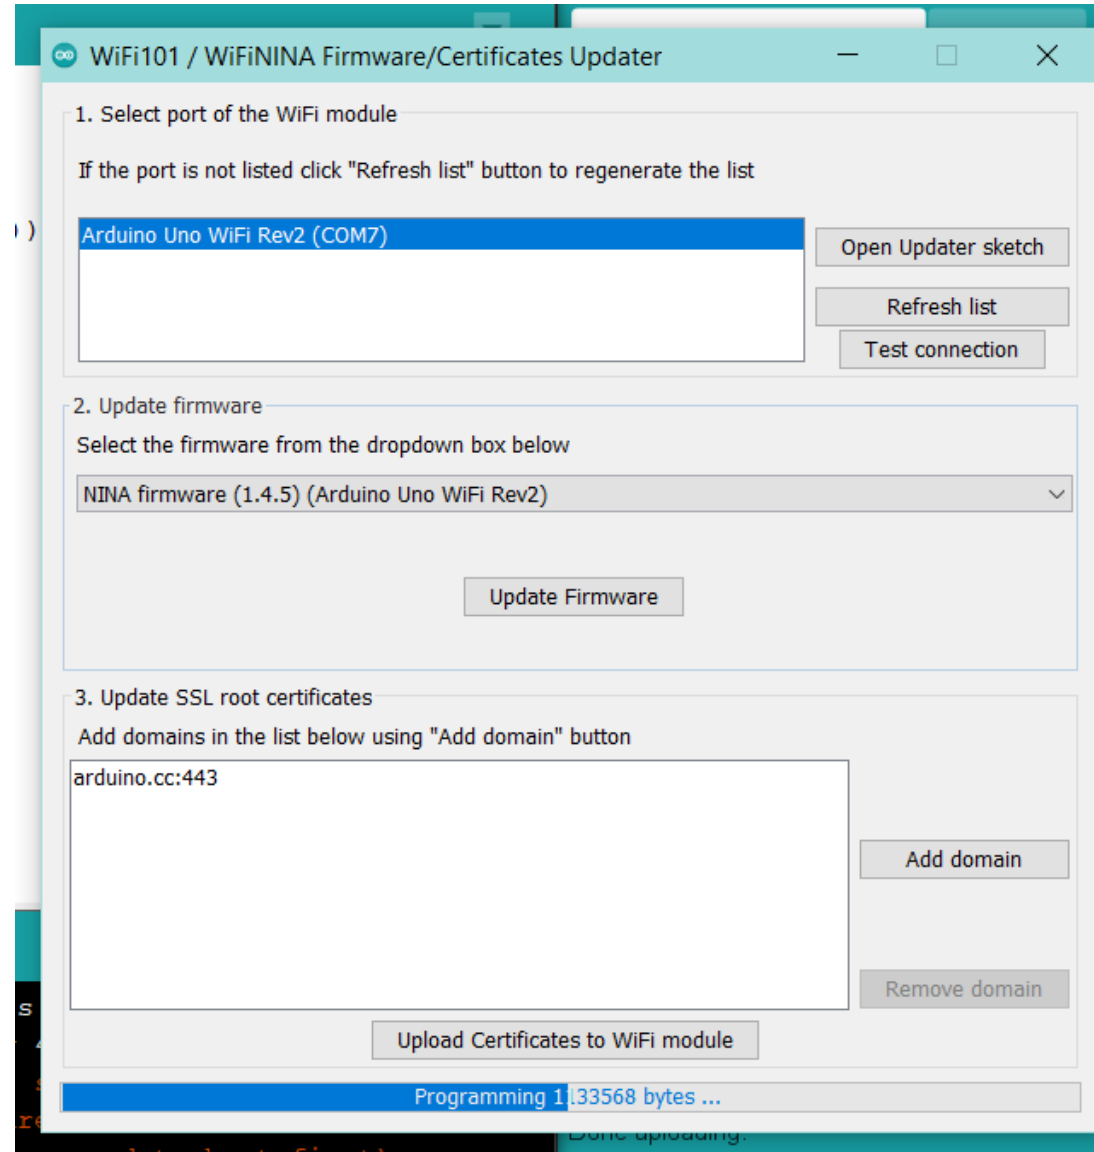 WiFi101 / WiFiNINA Firmware/Certificates Updater
1. Select port of the WiFi module
If the port is not listed click "Refresh list" button to regenerate the list
))
Arduino Uno WiFi Rev2 (COM7)
Open Updater sketch
Refresh list
Test connection
2. Update firmware
Select the firmware from the dropdown box below
NINA firmware (1.4.5) (Arduino Uno WiFi Rev2)
Update Firmware
3. Update SSL root certificates
Add domains in the list below using "Add domain" button
arduino.cc:443
Add domain
Remove domain
s
Upload Certificates to WiFi module
Programming 1133568 bytes ...
re
Done uploading.